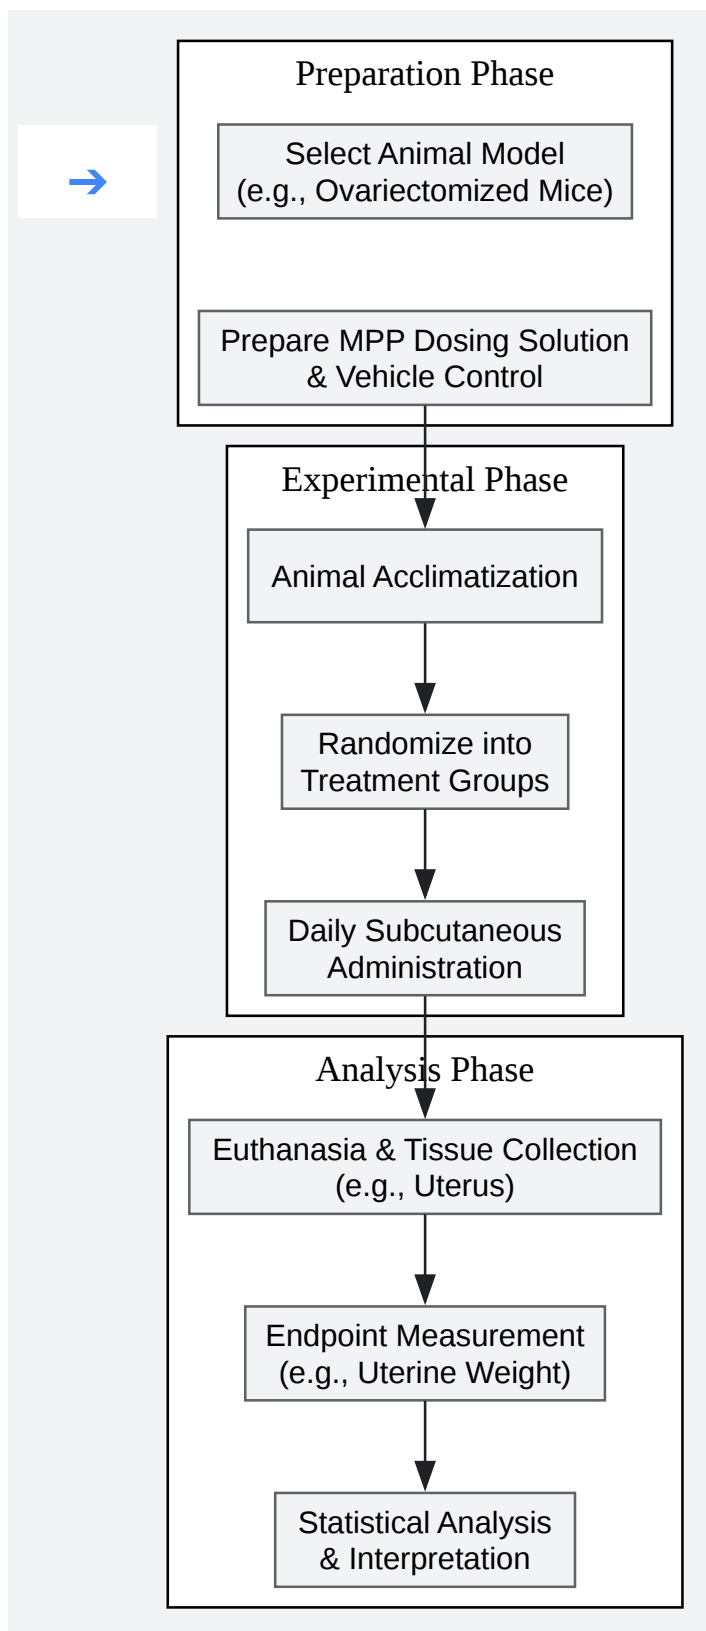 Preparation Phase
Select Animal Model
(e.g., Ovariectomized Mice)
Prepare MPP Dosing Solution
& Vehicle Control
Experimental Phase
Animal Acclimatization
Randomize into
Treatment Groups
Daily Subcutaneous
Administration
Analysis Phase
Euthanasia & Tissue Collection
(e.g., Uterus)
Endpoint Measurement
(e.g., Uterine Weight)
Statistical Analysis
& Interpretation